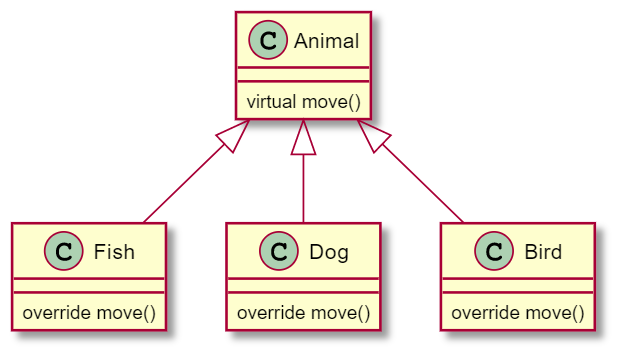 C Animal
virtual move()
C Fish
override move()
C Dog
override move()
C Bird
override move()